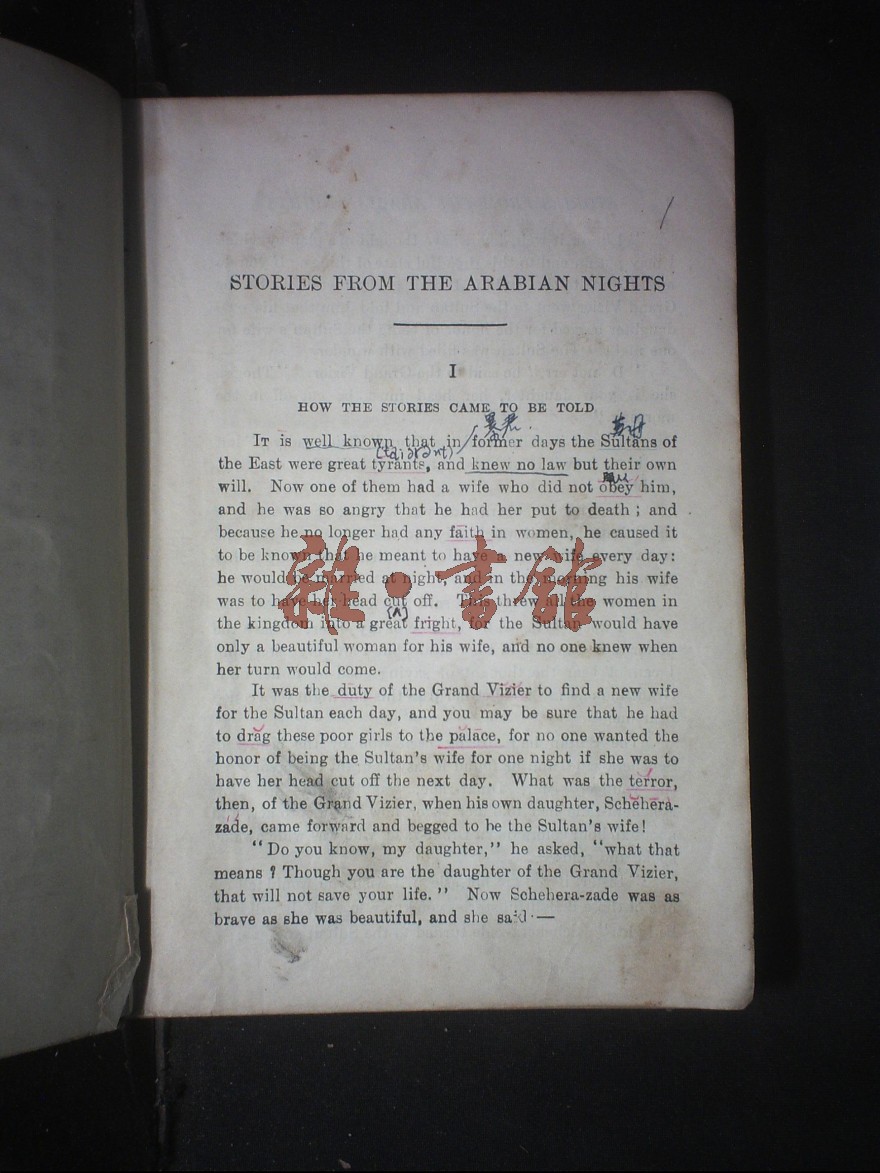 STORIES FROM THE ARABIAN NIGHTS
I
HOW THE STORIES CAME TO BE TOLD
暴君. 苏丹
IT is well known that in former days the Sultans of
(taiərənt)
the East were great tyrants, and knew no law but their own
will. Now one of them had a wife who did not obey him,
and he was so angry that he had her put to death ; and
because he no longer had any faith in women, he caused it
to be known that he meant to have a new wife every day:
he would be married at night, and in the morning his wife
was to have her head cut off. This threw all the women in
(ʌ)
the kingdom into a great fright, for the Sultan would have
only a beautiful woman for his wife, and no one knew when
her turn would come.
雜·書館
It was the duty of the Grand Vizier to find a new wife
for the Sultan each day, and you may be sure that he had
to drag these poor girls to the palace, for no one wanted the
honor of being the Sultan's wife for one night if she was to
have her head cut off the next day. What was the terror,
then, of the Grand Vizier, when his own daughter, Schehera-
zade, came forward and begged to be the Sultan's wife!
"Do you know, my daughter," he asked, "what that
means ? Though you are the daughter of the Grand Vizier,
that will not save your life." Now Schehera-zade was as
brave as she was beautiful, and she said·—